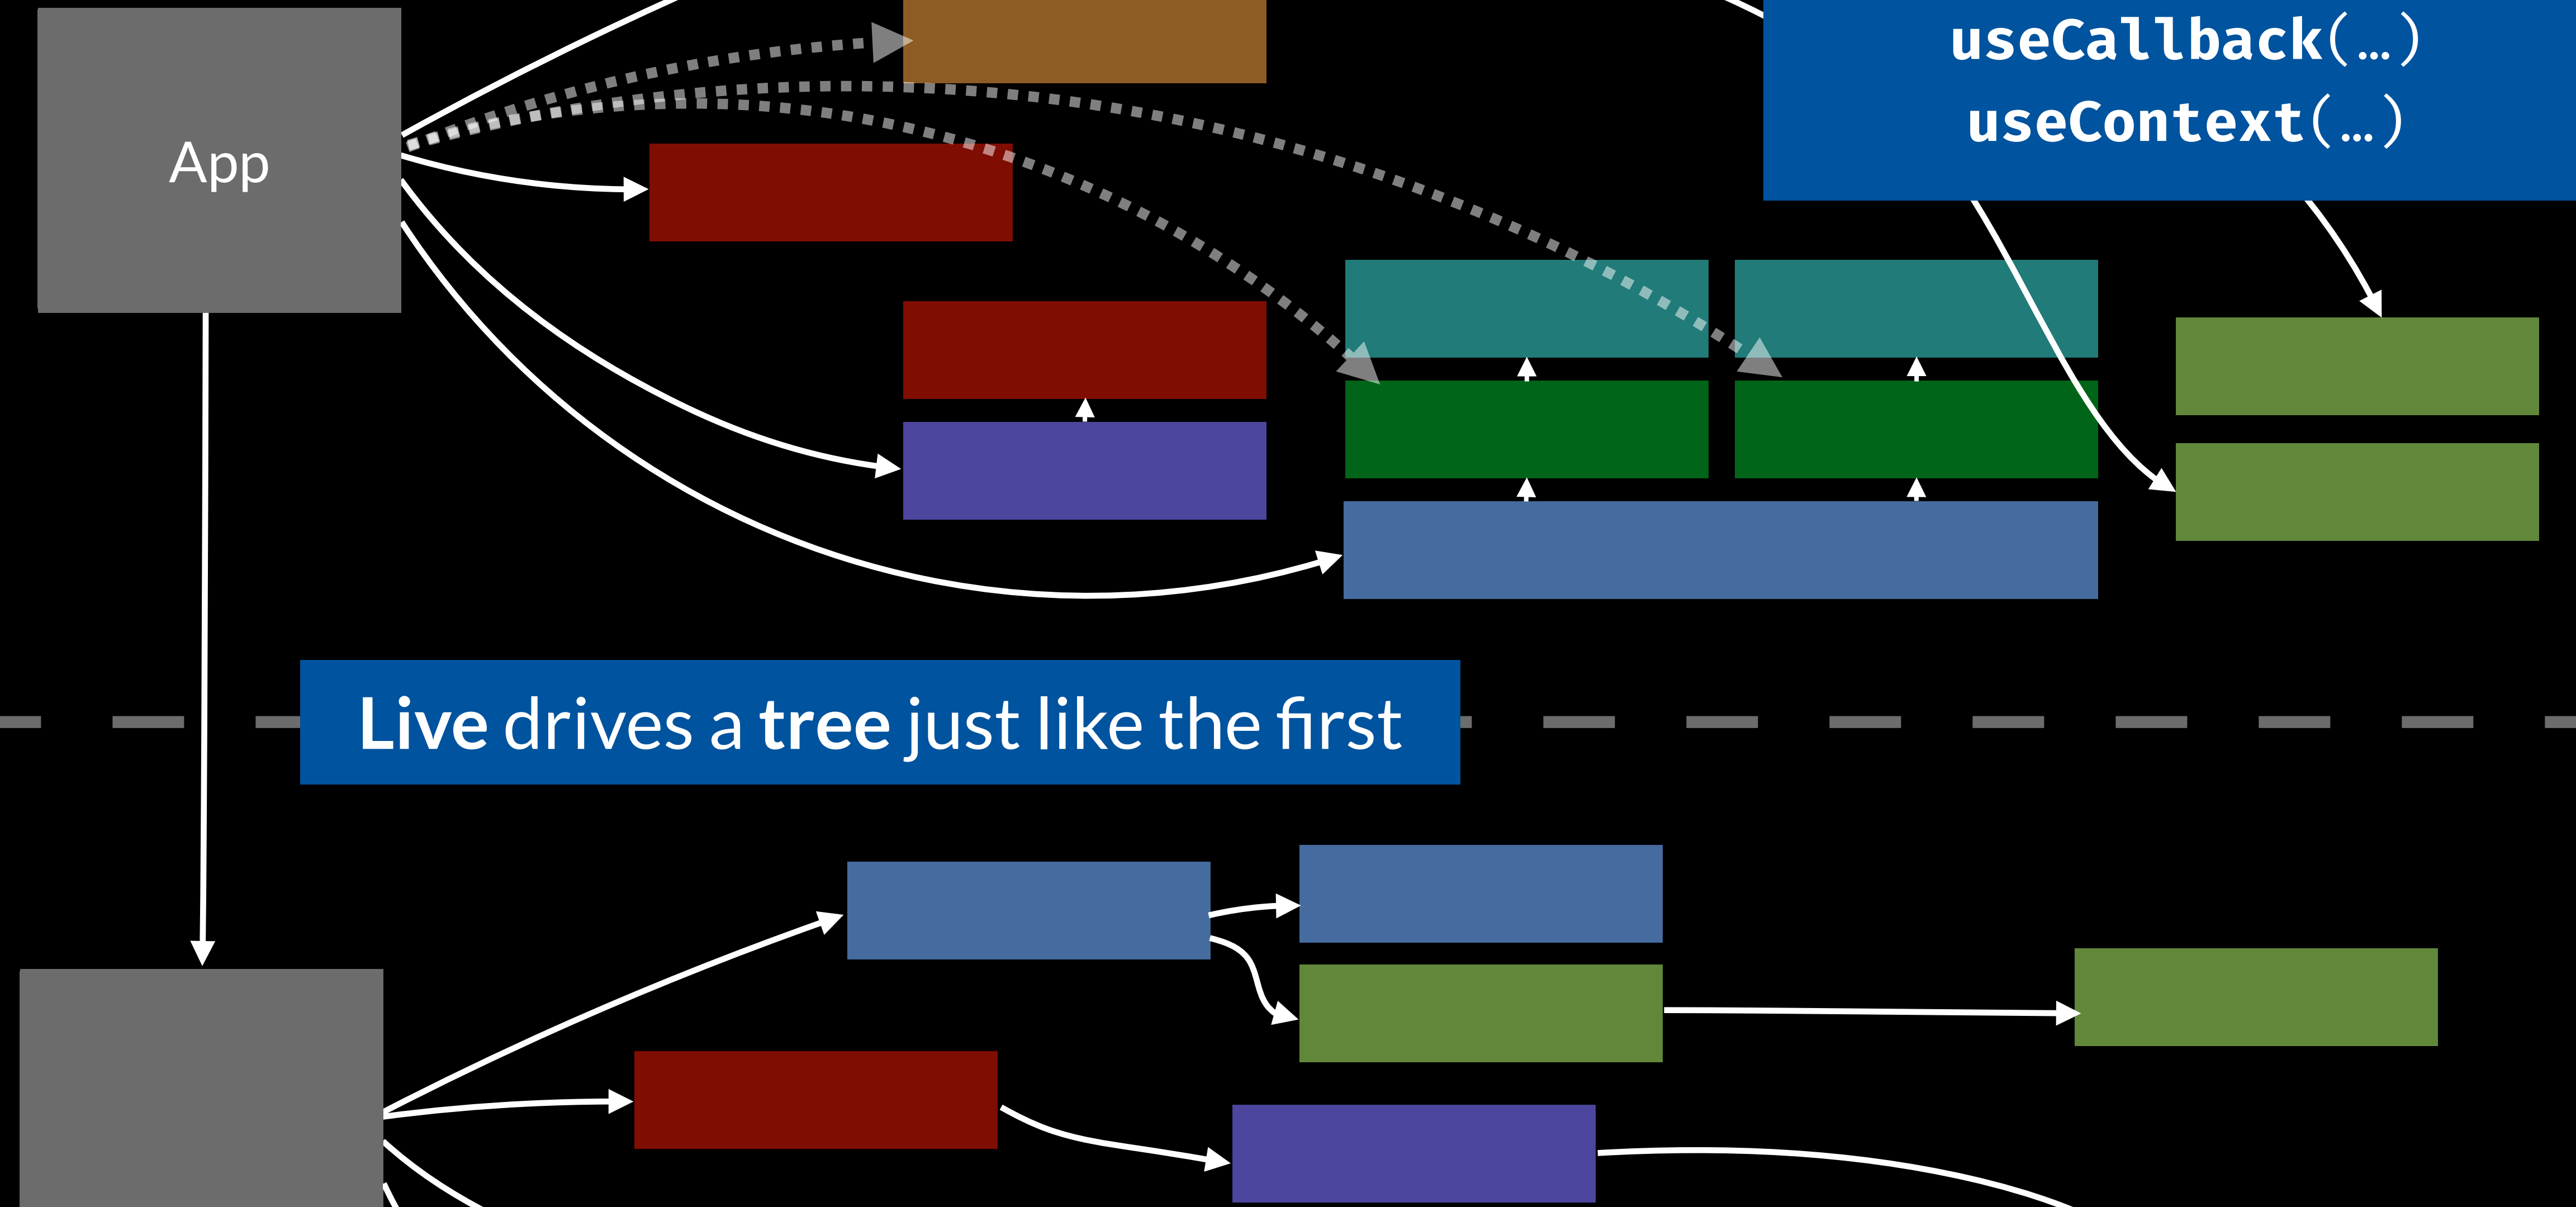 useCallback(…)
useContext(…)
App
Live drives a tree just like the first